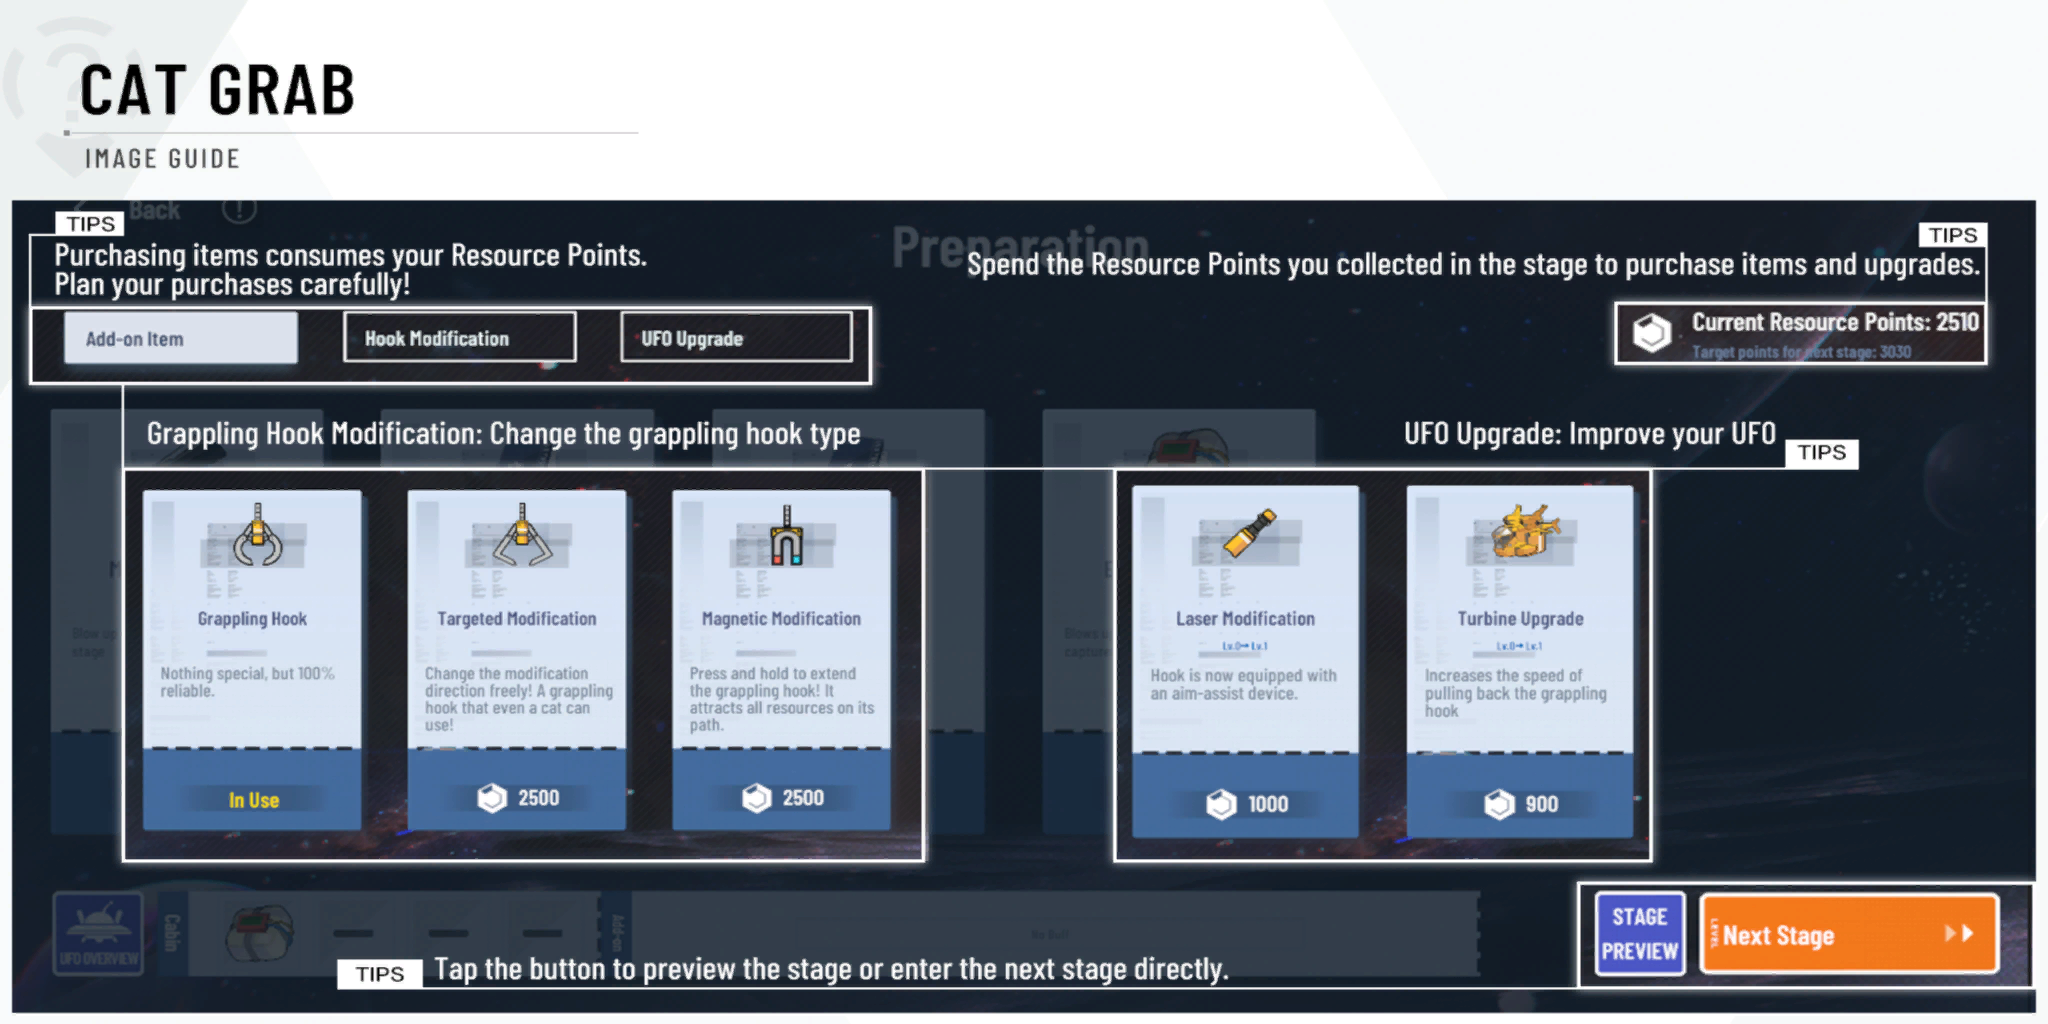 CAT GRAB
IMAGE GUIDE
Back
Preparation
TIPS
Purchasing items consumes your Resource Points.
Plan your purchases carefully!
TIPS
Spend the Resource Points you collected in the stage to purchase items and upgrades.
Add-on Item
Hook Modification
UFO Upgrade
Current Resource Points: 2510
Target points for next stage: 3030
Grappling Hook Modification: Change the grappling hook type
UFO Upgrade: Improve your UFO
TIPS
Grappling Hook
Nothing special, but 100%
reliable.
In Use
Targeted Modification
Change the modification
direction freely! A grappling
hook that even a cat can
use!
2500
Magnetic Modification
Press and hold to extend
the grappling hook! It
attracts all resources on its
path.
2500
Laser Modification
Lv.0→Lv.1
Hook is now equipped with
an aim-assist device.
1000
Turbine Upgrade
Lv.0→Lv.1
Increases the speed of
pulling back the grappling
hook
900
UFO OVERVIEW
Cabin
Add-on
TIPS
Tap the button to preview the stage or enter the next stage directly.
STAGE
PREVIEW
LEVEL
Next Stage